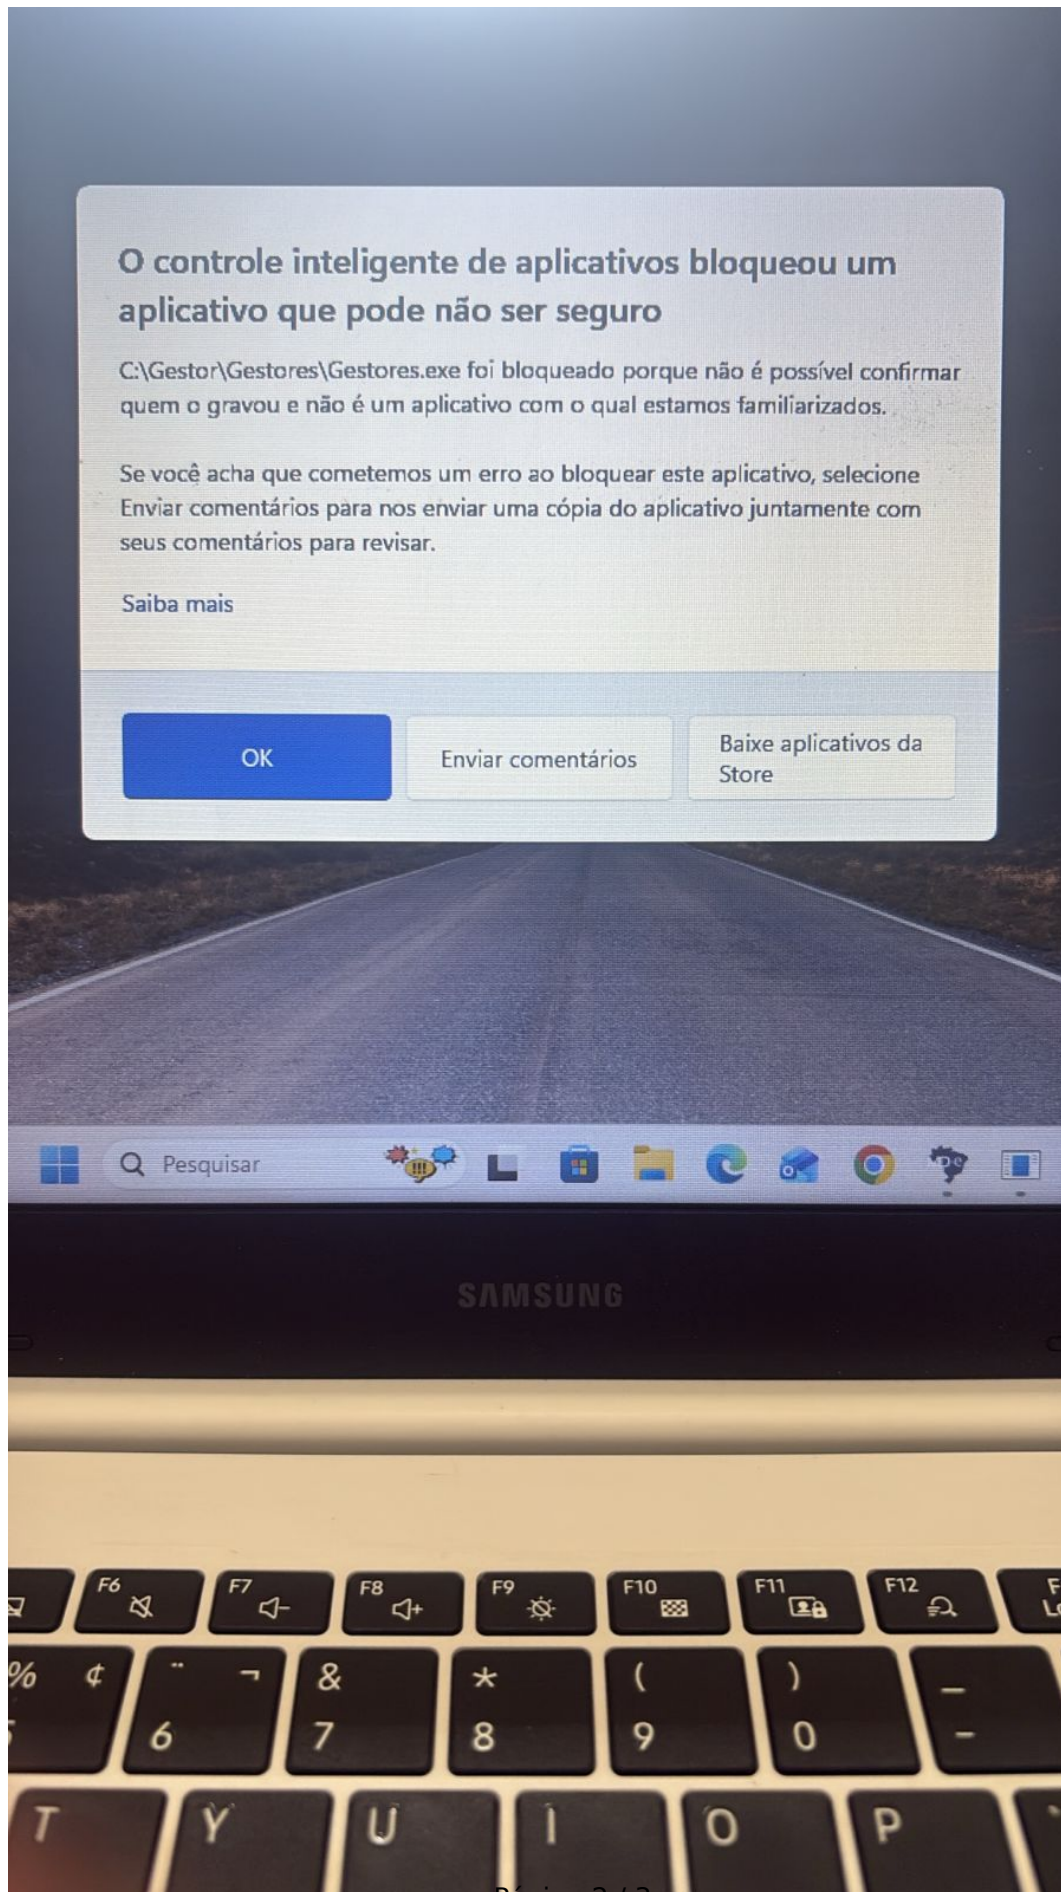 O controle inteligente de aplicativos bloqueou um
aplicativo que pode não ser seguro
C:\Gestor\Gestores\Gestores.exe foi bloqueado porque não é possível confirmar
quem o gravou e não é um aplicativo com o qual estamos familiarizados.
Se você acha que cometemos um erro ao bloquear este aplicativo, selecione
Enviar comentários para nos enviar uma cópia do aplicativo juntamente com
seus comentários para revisar.
Saiba mais
OK
Enviar comentários
Baixe aplicativos da
Store
Pesquisar
SAMSUNG
F6 F7 F8 F9 F10 F11 F12
% ¢ ¨ ¬ & * ( ) _
6 7 8 9 0 -
T Y U I O P